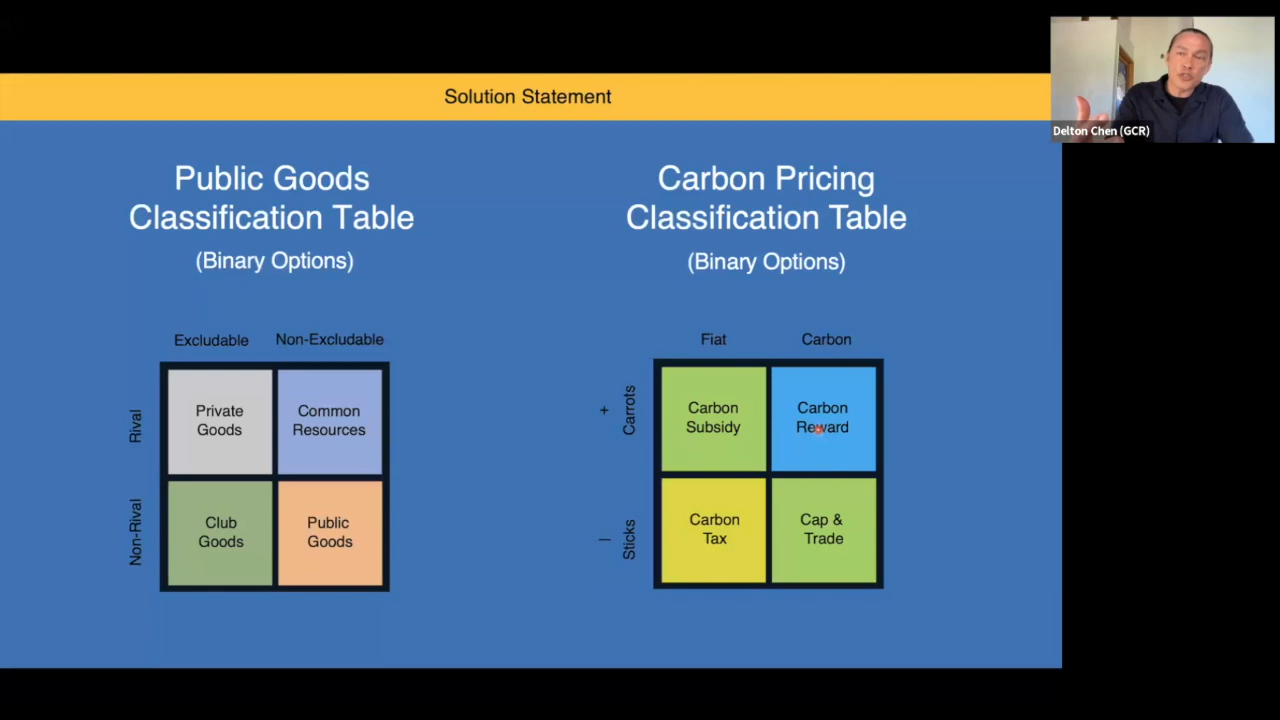 Solution Statement
Delton Chen (GCR)
Public Goods
Classification Table
(Binary Options)
Excludable
Non-Excludable
Rival
Private
Goods
Common
Resources
Non-Rival
Club
Goods
Public
Goods
Carbon Pricing
Classification Table
(Binary Options)
Fiat
Carbon
+
Carrots
Carbon
Subsidy
Carbon
Reward
—
Sticks
Carbon
Tax
Cap &
Trade